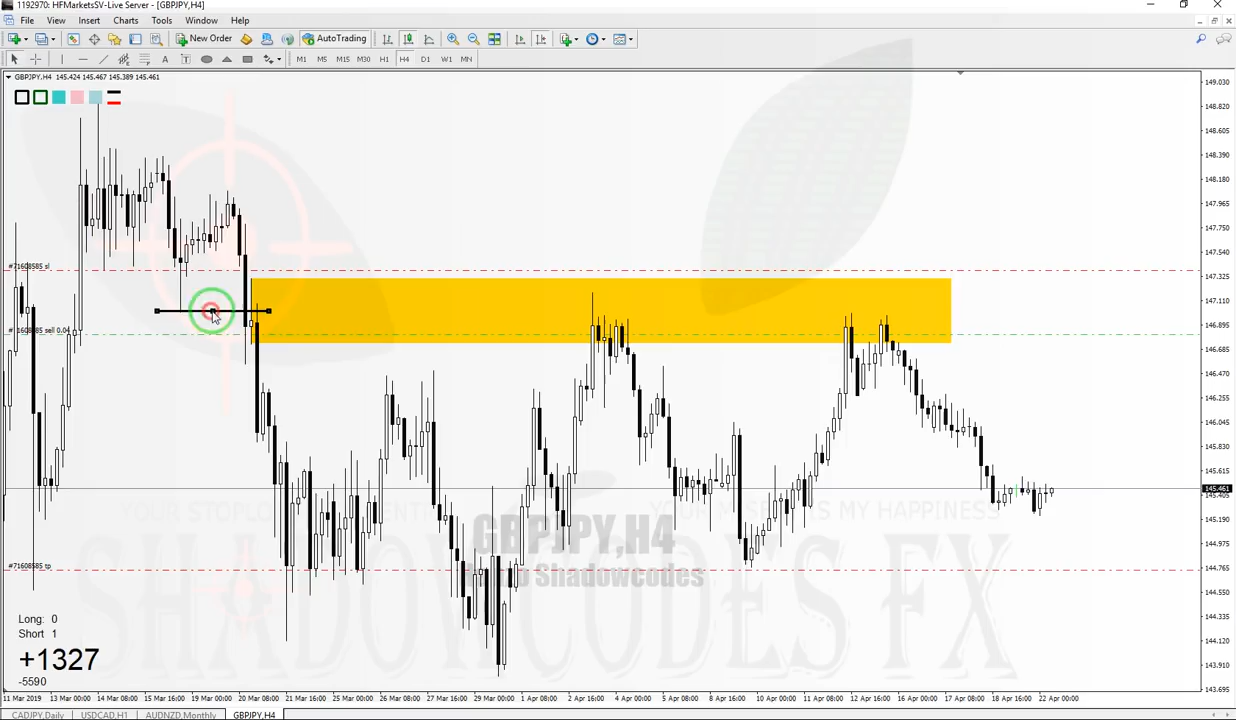 1192970: HFMarketsSV-Live Server - [GBPJPY,H4]
File View Insert Charts Tools Window Help
New Order AutoTrading
A T M1 M5 M15 M30 H1 H4 D1 W1 MN
GBPJPY,H4 145.424 145.467 145.389 145.461
149.030
148.820
148.605
148.390
148.180
147.965
147.750
147.540
#71608585 sl
147.325
147.110
#71608585 sell 0.04
146.895
146.685
146.470
146.255
146.045
145.830
145.615
145.461
145.405
YOUR MISERY IS MY HAPPINESS
145.190
GBPJPY,H4
144.975
Shadowcodes
#71608585 tp
144.765
144.550
SHADOWCODES FX
144.335
Long: 0
Short 1
144.120
+1327
143.910
-5590
143.695
11 Mar 2019 13 Mar 00:00 14 Mar 08:00 15 Mar 16:00 19 Mar 00:00 20 Mar 08:00 21 Mar 16:00 25 Mar 00:00 26 Mar 08:00 27 Mar 16:00 29 Mar 00:00 1 Apr 08:00 2 Apr 16:00 4 Apr 00:00 5 Apr 08:00 8 Apr 16:00 10 Apr 00:00 11 Apr 08:00 12 Apr 16:00 16 Apr 00:00 17 Apr 08:00 18 Apr 16:00 22 Apr 00:00
CADJPY,Daily USDCAD,H1 AUDNZD,Monthly GBPJPY,H4